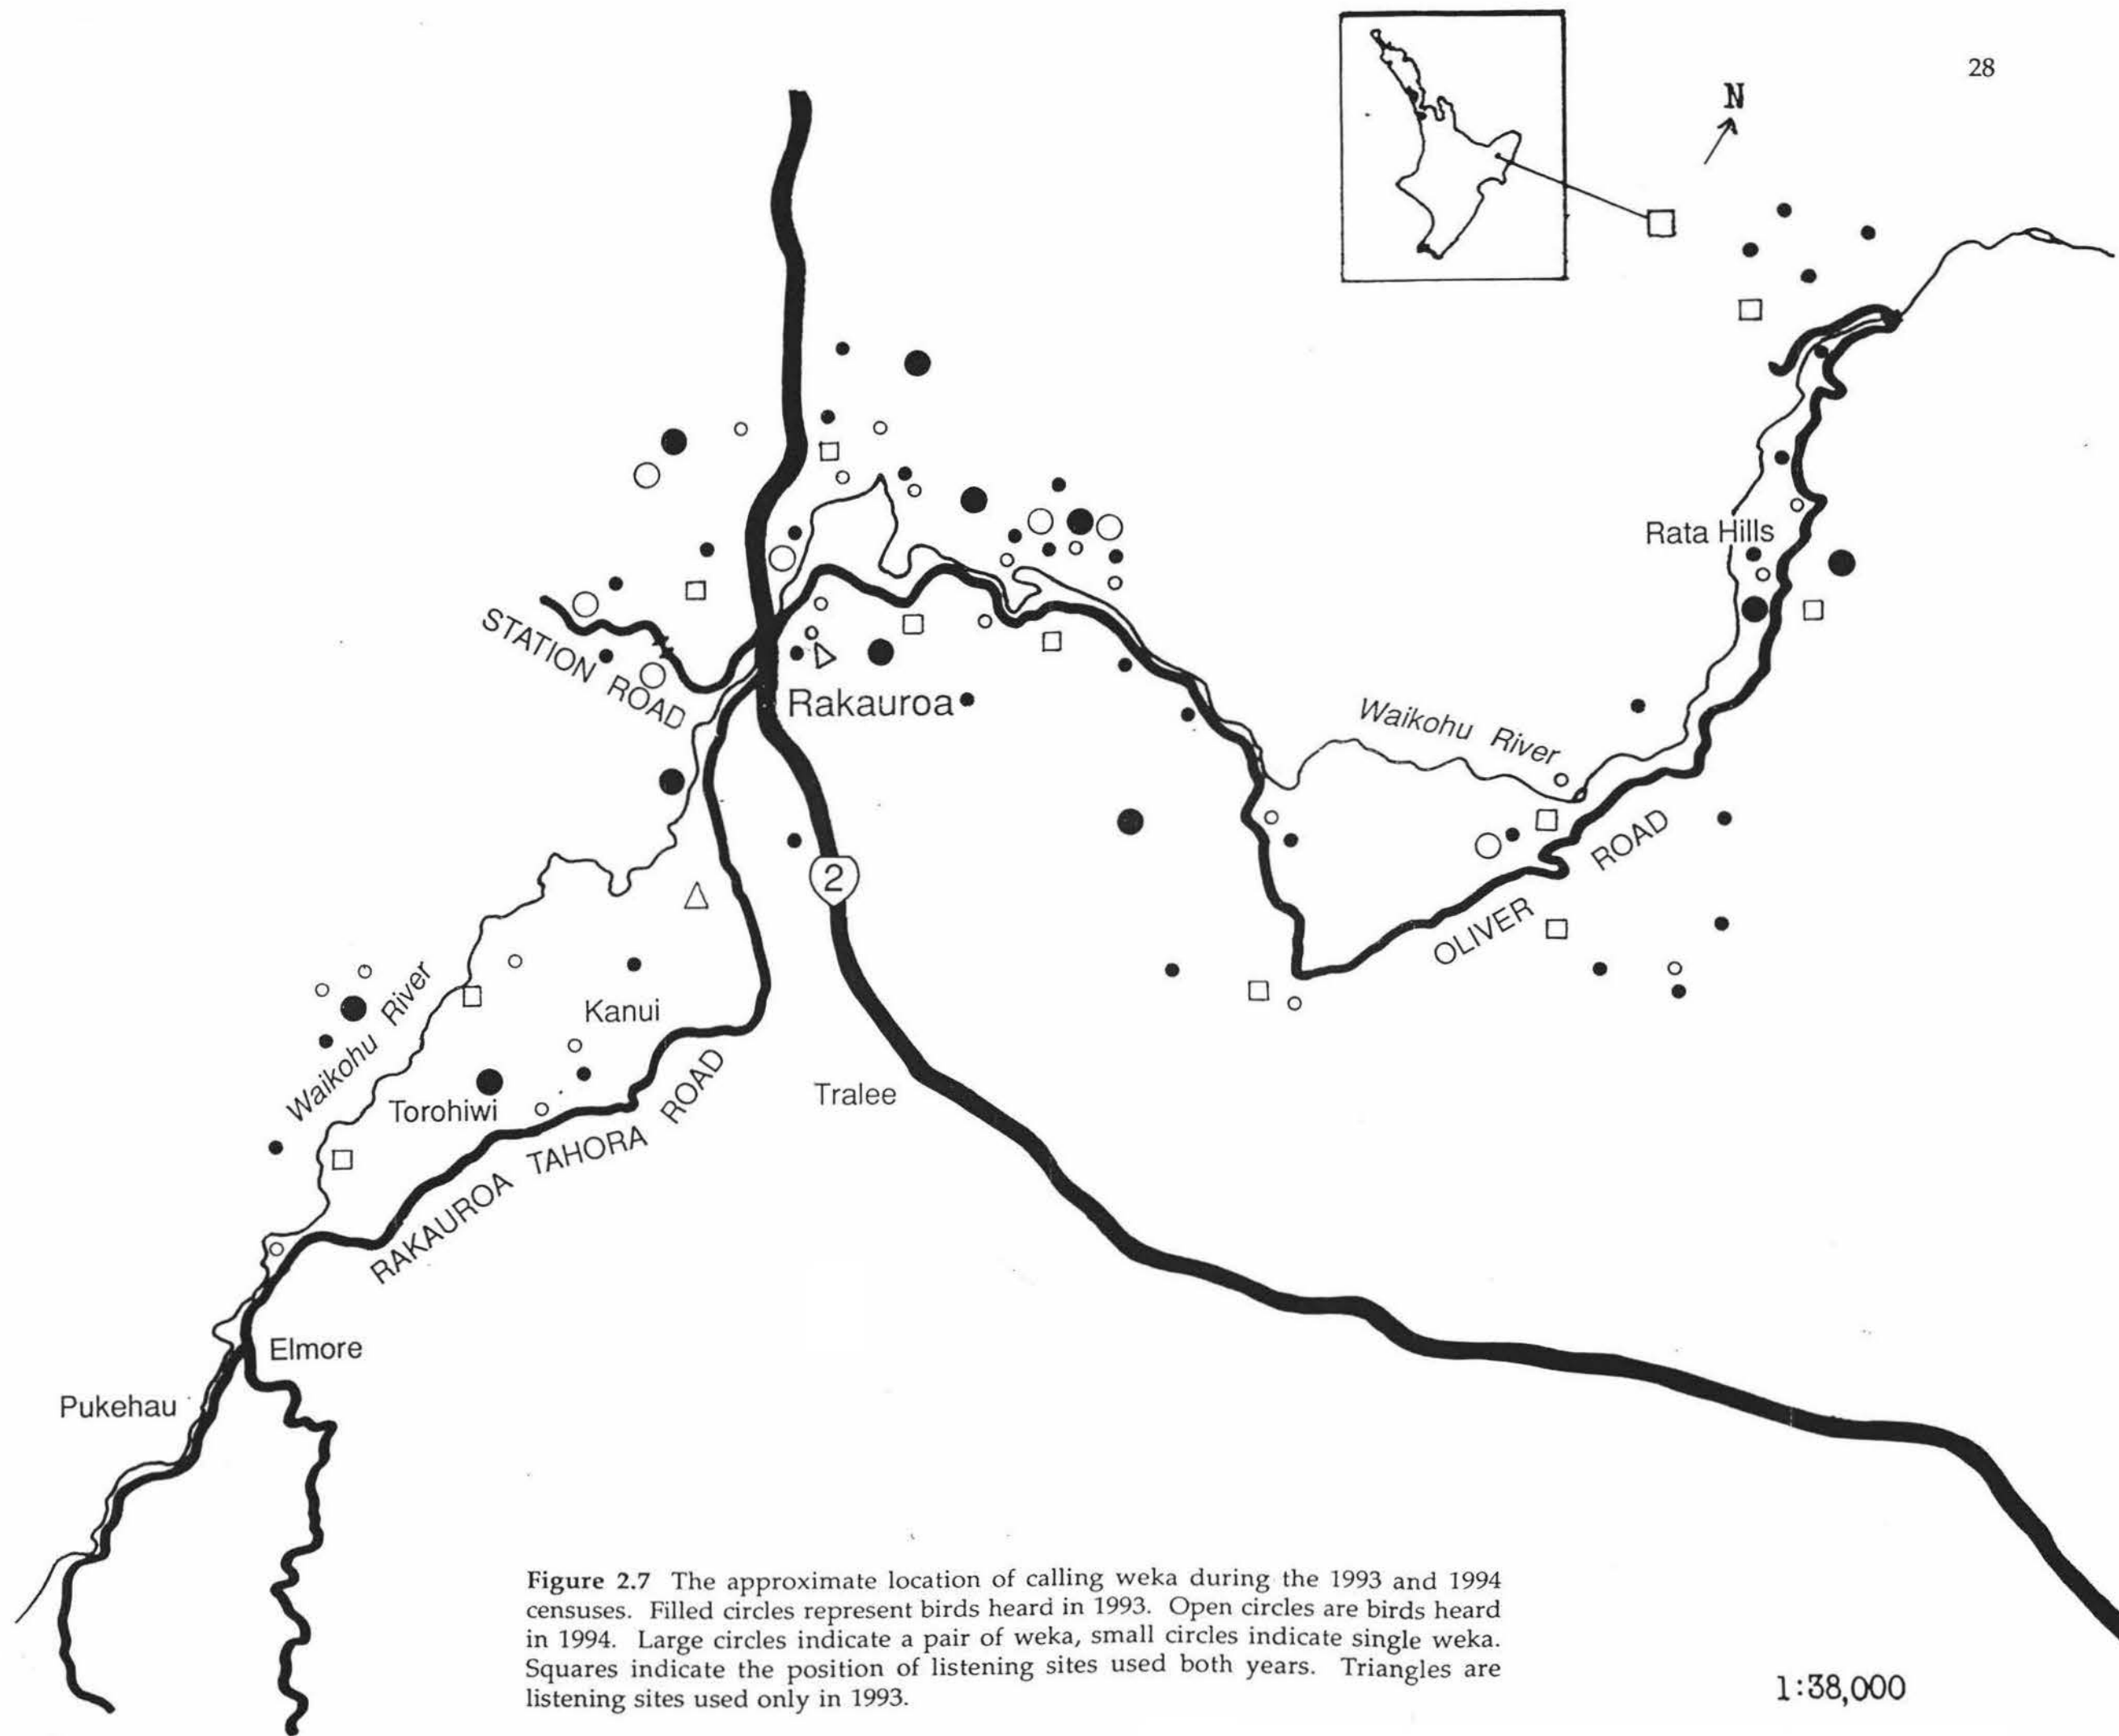 28
N
Rata Hills
STATION ROAD
Rakauroa
Waikohu River
2
OLIVER ROAD
Waikohu River
Kanui
Torohiwi
Tralee
RAKAUROA TAHORA ROAD
Elmore
Pukehau
Figure 2.7 The approximate location of calling weka during the 1993 and 1994
censuses. Filled circles represent birds heard in 1993. Open circles are birds heard
in 1994. Large circles indicate a pair of weka, small circles indicate single weka.
Squares indicate the position of listening sites used both years. Triangles are
listening sites used only in 1993.
1:38,000